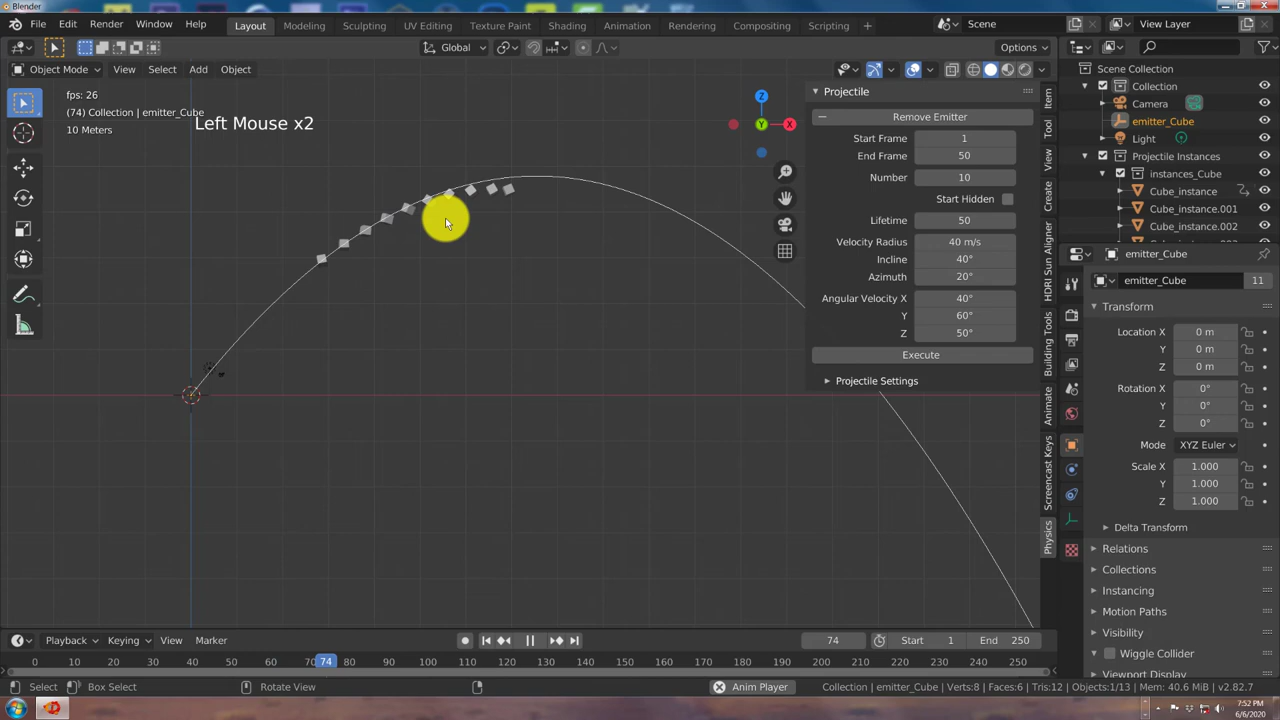 Blender
File Edit Render Window Help
Layout Modeling Sculpting UV Editing Texture Paint Shading Animation Rendering Compositing Scripting +
Scene View Layer
Global Options
Object Mode View Select Add Object
fps: 26
(74) Collection | emitter_Cube
10 Meters
Left Mouse x2
Z
Y
X
Projectile
Remove Emitter
Start Frame 1
End Frame 50
Number 10
Start Hidden
Lifetime 50
Velocity Radius 40 m/s
Incline 40°
Azimuth 20°
Angular Velocity X 40°
Y 60°
Z 50°
Execute
Projectile Settings
Item
Tool
View
Create
HDRI Sun Aligner
Building Tools
Animate
Screencast Keys
Physics
Scene Collection
Collection
Camera
emitter_Cube
Light
Projectile Instances
instances_Cube
Cube_instance
Cube_instance.001
Cube_instance.002
emitter_Cube
emitter_Cube 11
Transform
Location X 0 m
Y 0 m
Z 0 m
Rotation X 0°
Y 0°
Z 0°
Mode XYZ Euler
Scale X 1.000
Y 1.000
Z 1.000
Delta Transform
Relations
Collections
Instancing
Motion Paths
Visibility
Wiggle Collider
Viewport Display
Playback Keying View Marker 74 Start 1 End 250
0 10 20 30 40 50 60 70 74 80 90 100 110 120 130 140 150 160 170 180 190 200 210 220 230 240 250
Select Box Select Rotate View Anim Player Collection | emitter_Cube | Verts:8 | Faces:6 | Tris:12 | Objects:1/13 | Mem: 40.6 MiB | v2.82.7
7:52 PM
6/6/2020